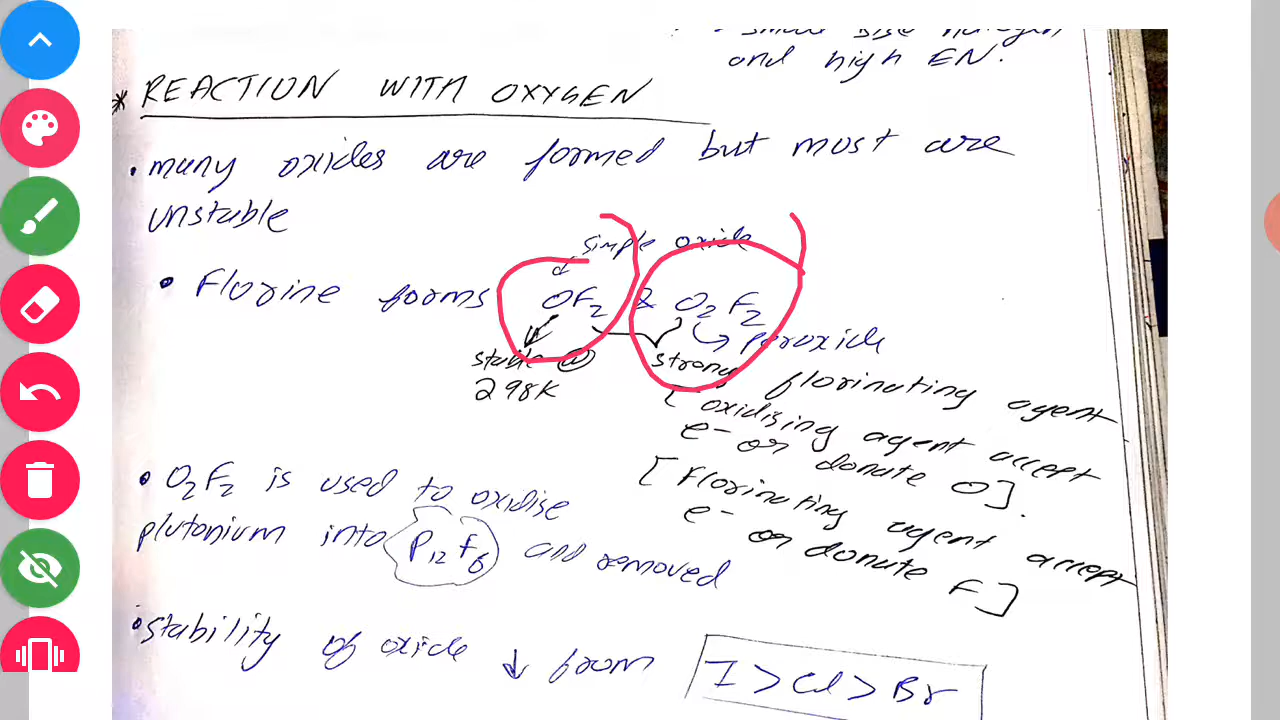 and high EN.
* REACTION WITH OXYGEN
• many oxides are formed but most are
unstable
simple oxide
• Florine forms OF2 & O2F2
peroxide
stable @
298K
strong florinating agent
[oxidising agent accept
e- or donate O].
[Florinating agent accept
e- or donate F]
• O2F2 is used to oxidise
plutonium into P12F6 and removed
• stability of oxide ↓ from I > Cl > Br